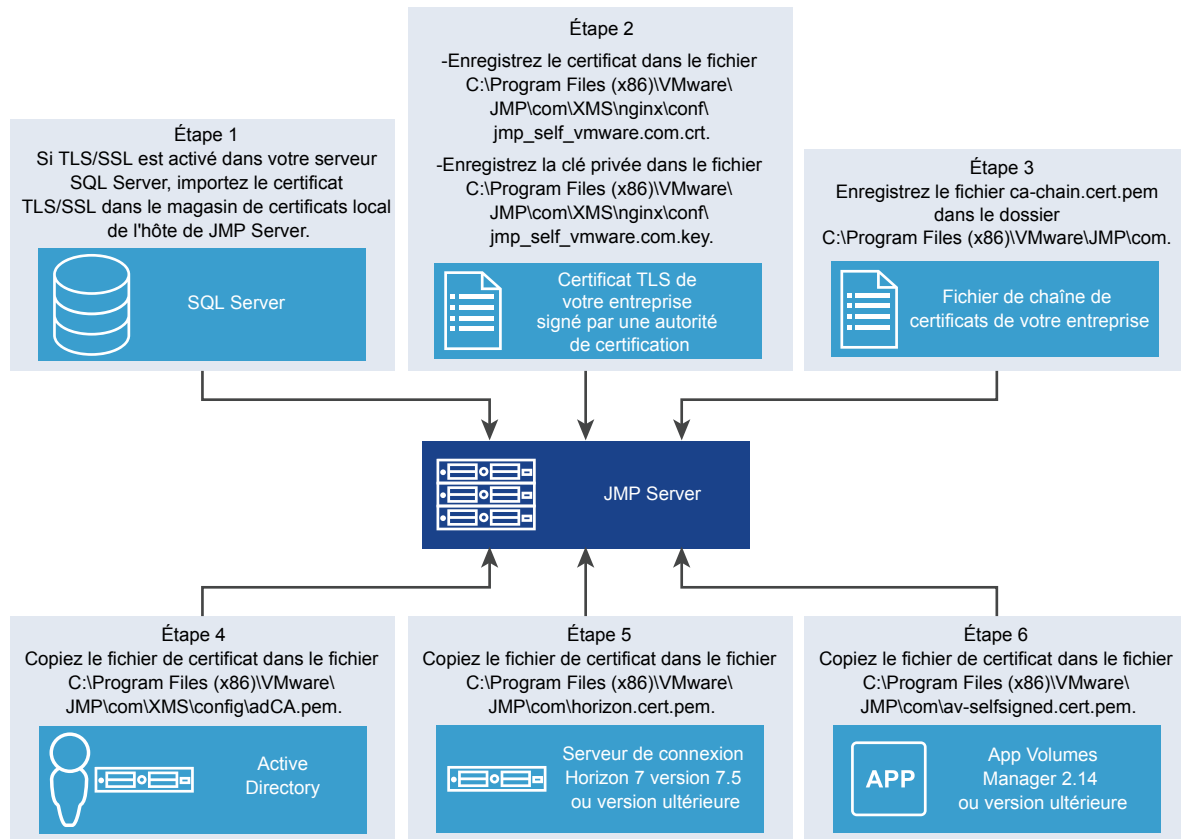 Étape 1
Si TLS/SSL est activé dans votre serveur
SQL Server, importez le certificat
TLS/SSL dans le magasin de certificats local
de l'hôte de JMP Server.
SQL Server
Étape 2
-Enregistrez le certificat dans le fichier
C:\Program Files (x86)\VMware\
JMP\com\XMS\nginx\conf\
jmp_self_vmware.com.crt.
-Enregistrez la clé privée dans le fichier
C:\Program Files (x86)\VMware\
JMP\com\XMS\nginx\conf\
jmp_self_vmware.com.key.
Certificat TLS de
votre entreprise
signé par une autorité
de certification
Étape 3
Enregistrez le fichier ca-chain.cert.pem
dans le dossier
C:\Program Files (x86)\VMware\JMP\com.
Fichier de chaîne de
certificats de votre entreprise
JMP Server
Étape 4
Copiez le fichier de certificat dans le fichier
C:\Program Files (x86)\VMware\
JMP\com\XMS\config\adCA.pem.
Active
Directory
Étape 5
Copiez le fichier de certificat dans le fichier
C:\Program Files (x86)\VMware\
JMP\com\horizon.cert.pem.
Serveur de connexion
Horizon 7 version 7.5
ou version ultérieure
Étape 6
Copiez le fichier de certificat dans le fichier
C:\Program Files (x86)\VMware\
JMP\com\av-selfsigned.cert.pem.
APP
App Volumes
Manager 2.14
ou version ultérieure